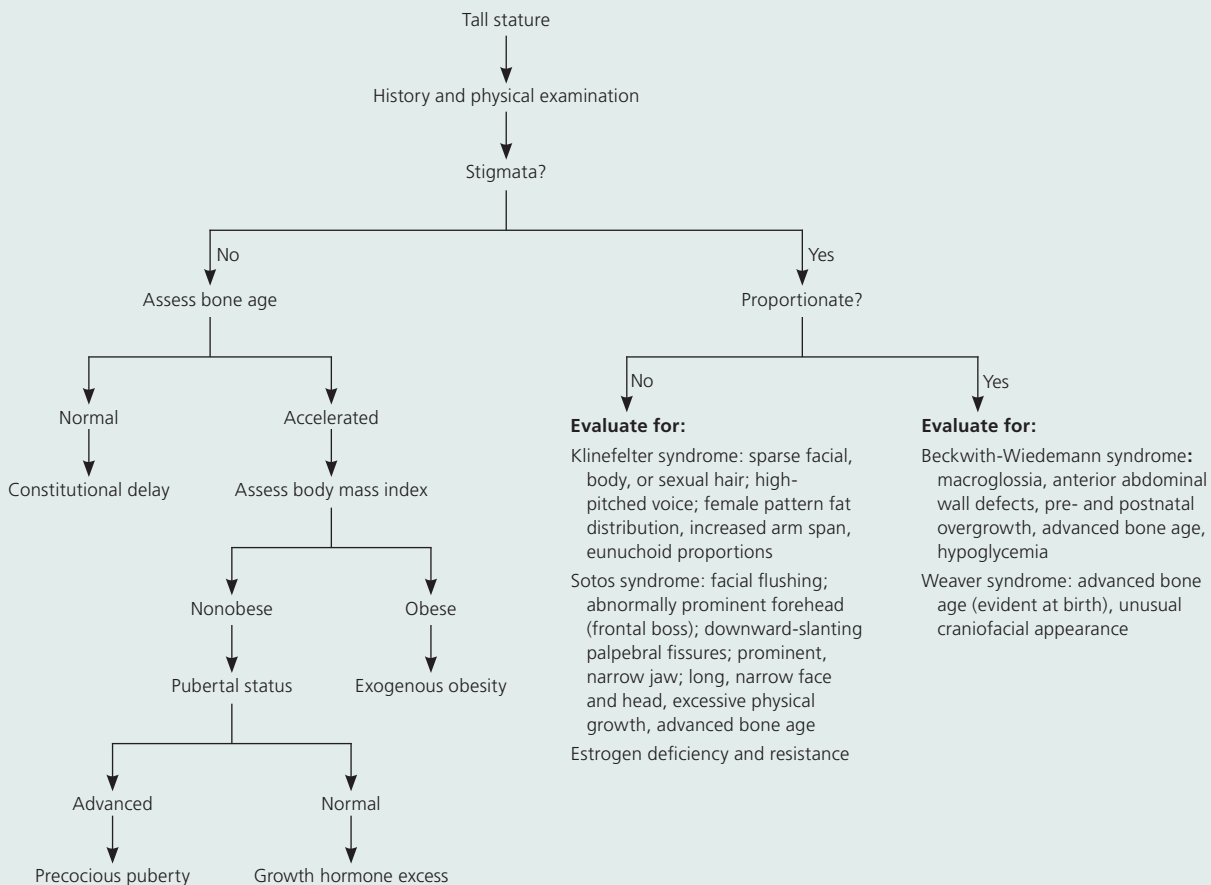 Tall stature
History and physical examination
Stigmata?
No
Yes
Assess bone age
Proportionate?
No
Yes
Normal
Accelerated
Constitutional delay
Assess body mass index
Nonobese
Obese
Pubertal status
Exogenous obesity
Advanced
Normal
Precocious puberty
Growth hormone excess
Evaluate for:
Klinefelter syndrome: sparse facial,
body, or sexual hair; high-
pitched voice; female pattern fat
distribution, increased arm span,
eunuchoid proportions
Sotos syndrome: facial flushing;
abnormally prominent forehead
(frontal boss); downward-slanting
palpebral fissures; prominent,
narrow jaw; long, narrow face
and head, excessive physical
growth, advanced bone age
Estrogen deficiency and resistance
Evaluate for:
Beckwith-Wiedemann syndrome:
macroglossia, anterior abdominal
wall defects, pre- and postnatal
overgrowth, advanced bone age,
hypoglycemia
Weaver syndrome: advanced bone
age (evident at birth), unusual
craniofacial appearance